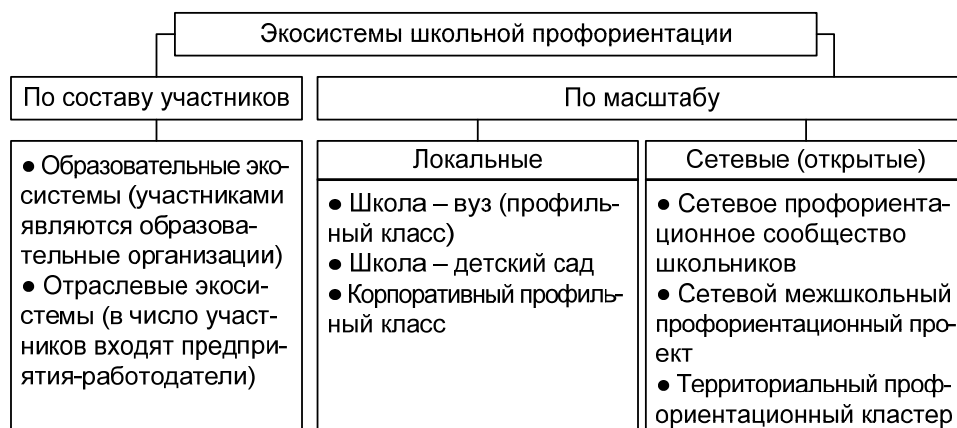 Экосистемы школьной профориентации
По составу участников
По масштабу
● Образовательные эко-
системы (участниками
являются образова-
тельные организации)
● Отраслевые экоси-
стемы (в число участ-
ников входят предпри-
ятия-работодатели)
Локальные
● Школа – вуз (профиль-
ный класс)
● Школа – детский сад
● Корпоративный профиль-
ный класс
Сетевые (открытые)
● Сетевое профориента-
ционное сообщество
школьников
● Сетевой межшкольный
профориентационный про-
ект
● Территориальный проф-
ориентационный кластер